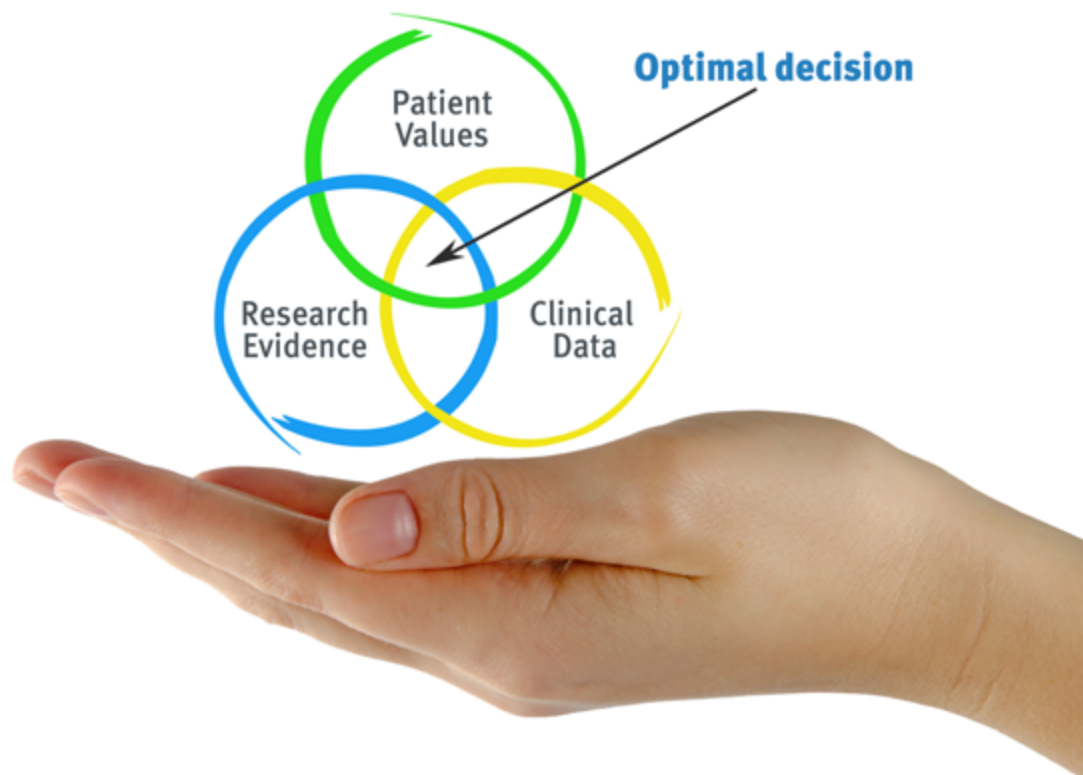 Optimal decision
Patient
Values
Research
Evidence
Clinical
Data